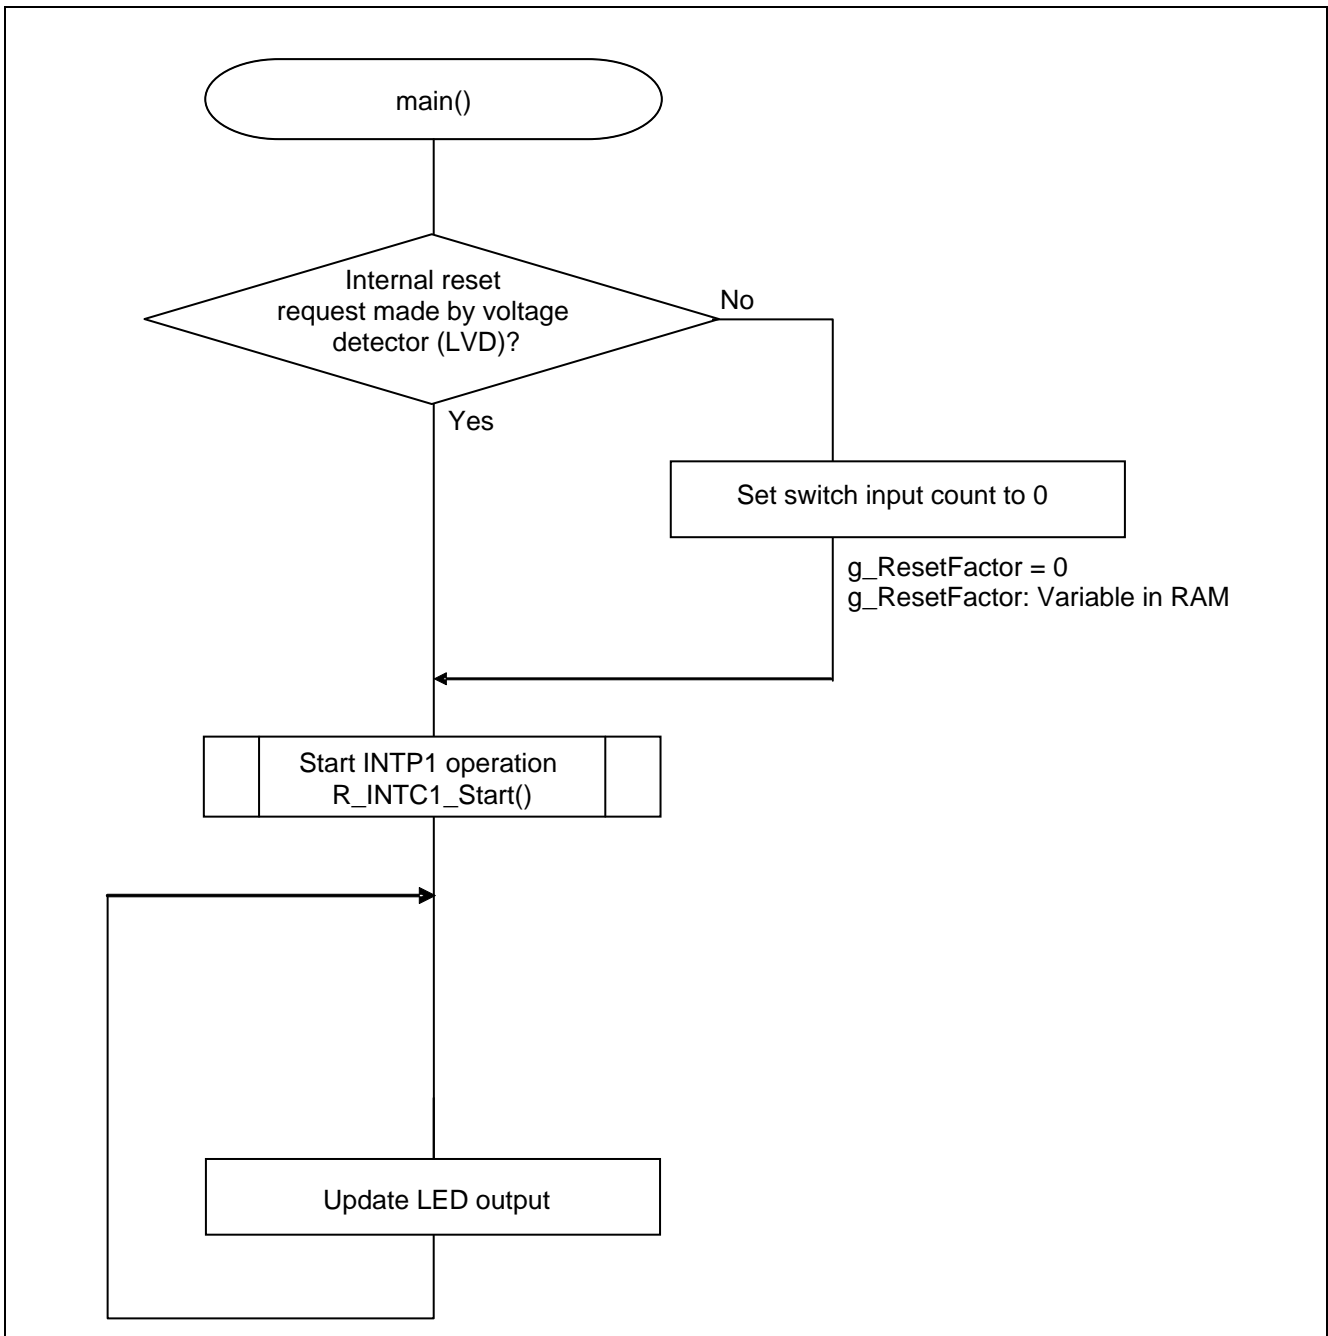 main()
Internal reset
request made by voltage
detector (LVD)?
No
Yes
Set switch input count to 0
g_ResetFactor = 0
g_ResetFactor: Variable in RAM
Start INTP1 operation
R_INTC1_Start()
Update LED output